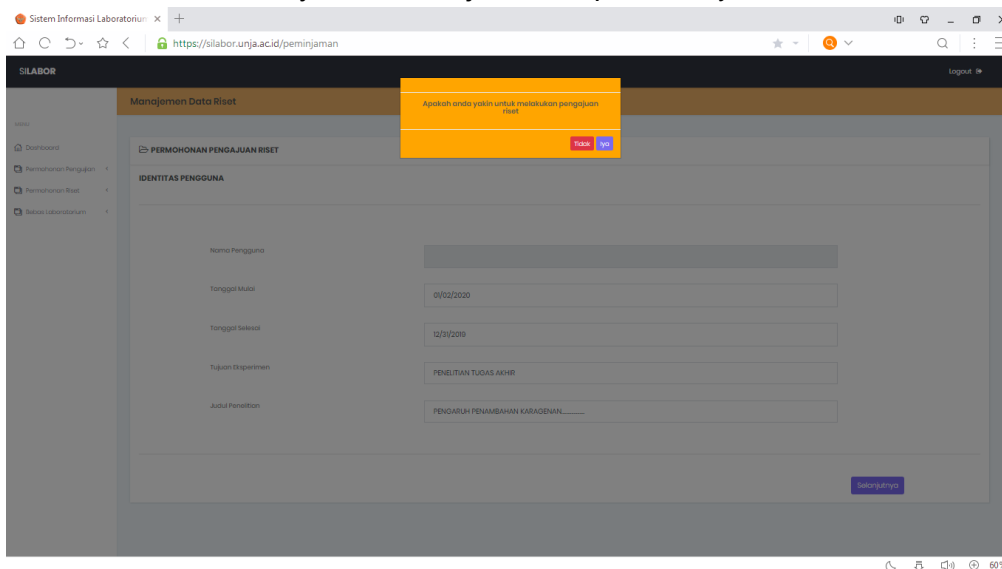 Sistem Informasi Laboratoriun
https://silabor.unja.ac.id/peminjaman
SILABOR
Logout
Manajemen Data Riset
Apakah anda yakin untuk melakukan pengajuan
riset
Tidak Iya
MENU
Dashboard
Permohonan Pengujian
Permohonan Riset
Bebas Laboratorium
PERMOHONAN PENGAJUAN RISET
IDENTITAS PENGGUNA
Nama Pengguna
Tanggal Mulai
01/02/2020
Tanggal Selesai
12/31/2019
Tujuan Eksperimen
PENELITIAN TUGAS AKHIR
Judul Penelitian
PENGARUH PENAMBAHAN KARAGENAN_______
Selanjutnya